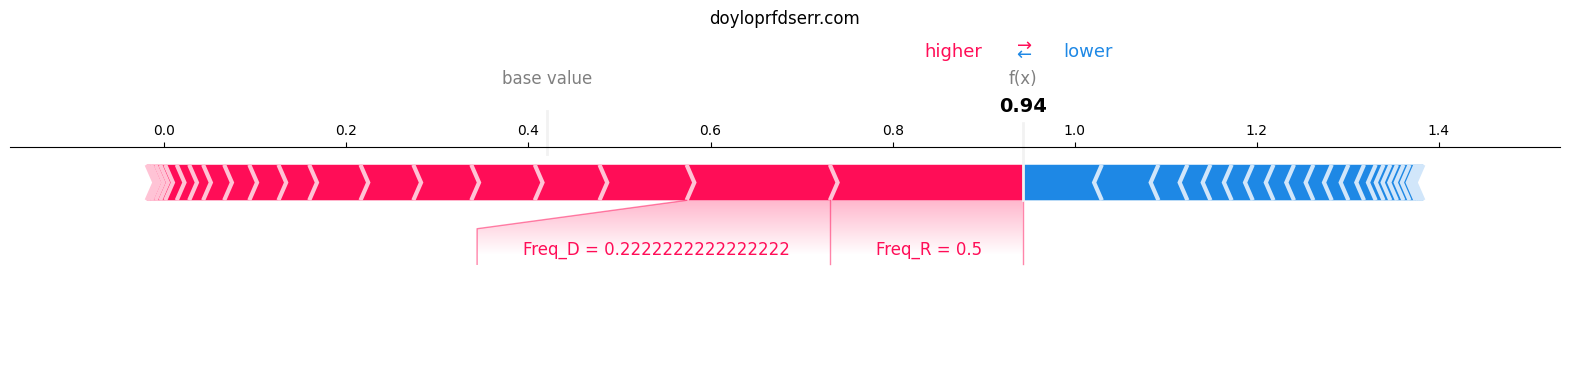 doyloprfdserr.com
higher ⇄ lower
base value f(x)
0.94
0.0 0.2 0.4 0.6 0.8 1.0 1.2 1.4
Freq_D = 0.2222222222222222 Freq_R = 0.5